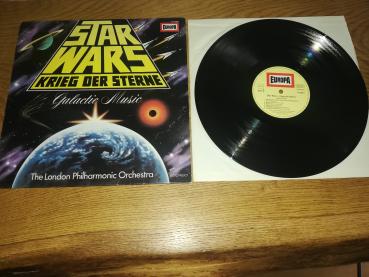 STAR
WARS
KRIEG DER STERNE
Galactic Music
The London Philharmonic Orchestra
EUROPA
EUROPA